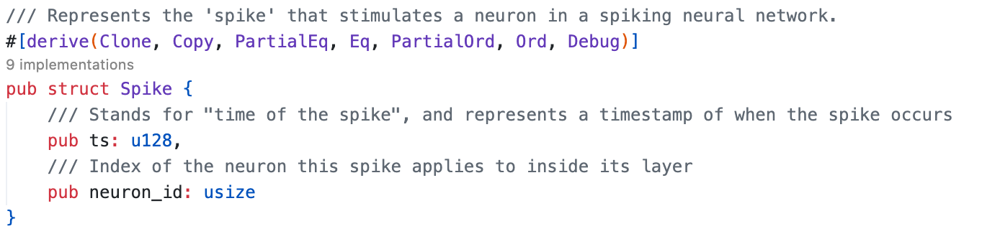 /// Represents the 'spike' that stimulates a neuron in a spiking neural network.
#[derive(Clone, Copy, PartialEq, Eq, PartialOrd, Ord, Debug)]
9 implementations
pub struct Spike {
    /// Stands for "time of the spike", and represents a timestamp of when the spike occurs
    pub ts: u128,
    /// Index of the neuron this spike applies to inside its layer
    pub neuron_id: usize
}